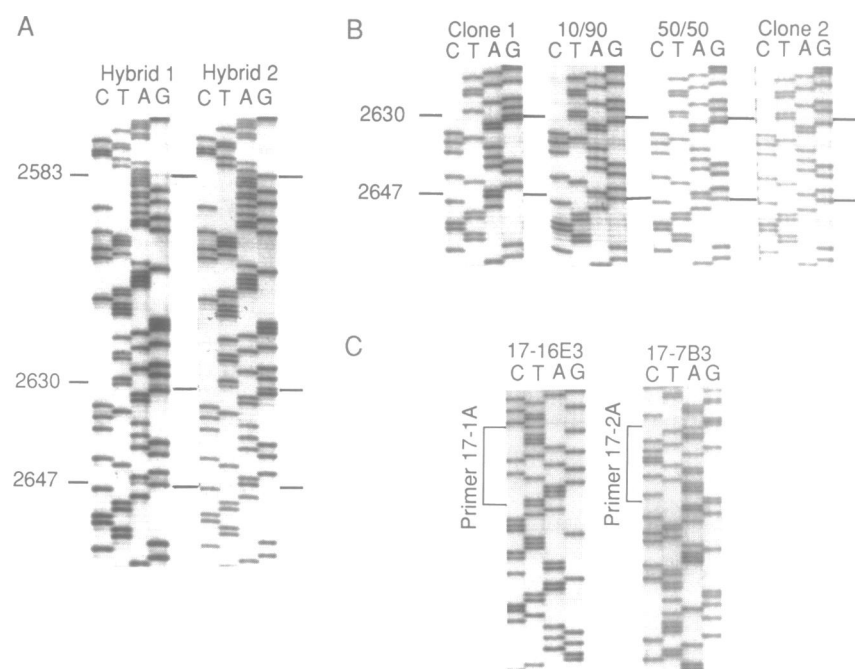 A
Hybrid 1 Hybrid 2
C T A G C T A G
2583
2630
2647
B
Clone 1 10/90 50/50 Clone 2
C T A G C T A G C T A G C T A G
2630
2647
C
17-16E3 17-7B3
C T A G C T A G
Primer 17-1A
Primer 17-2A